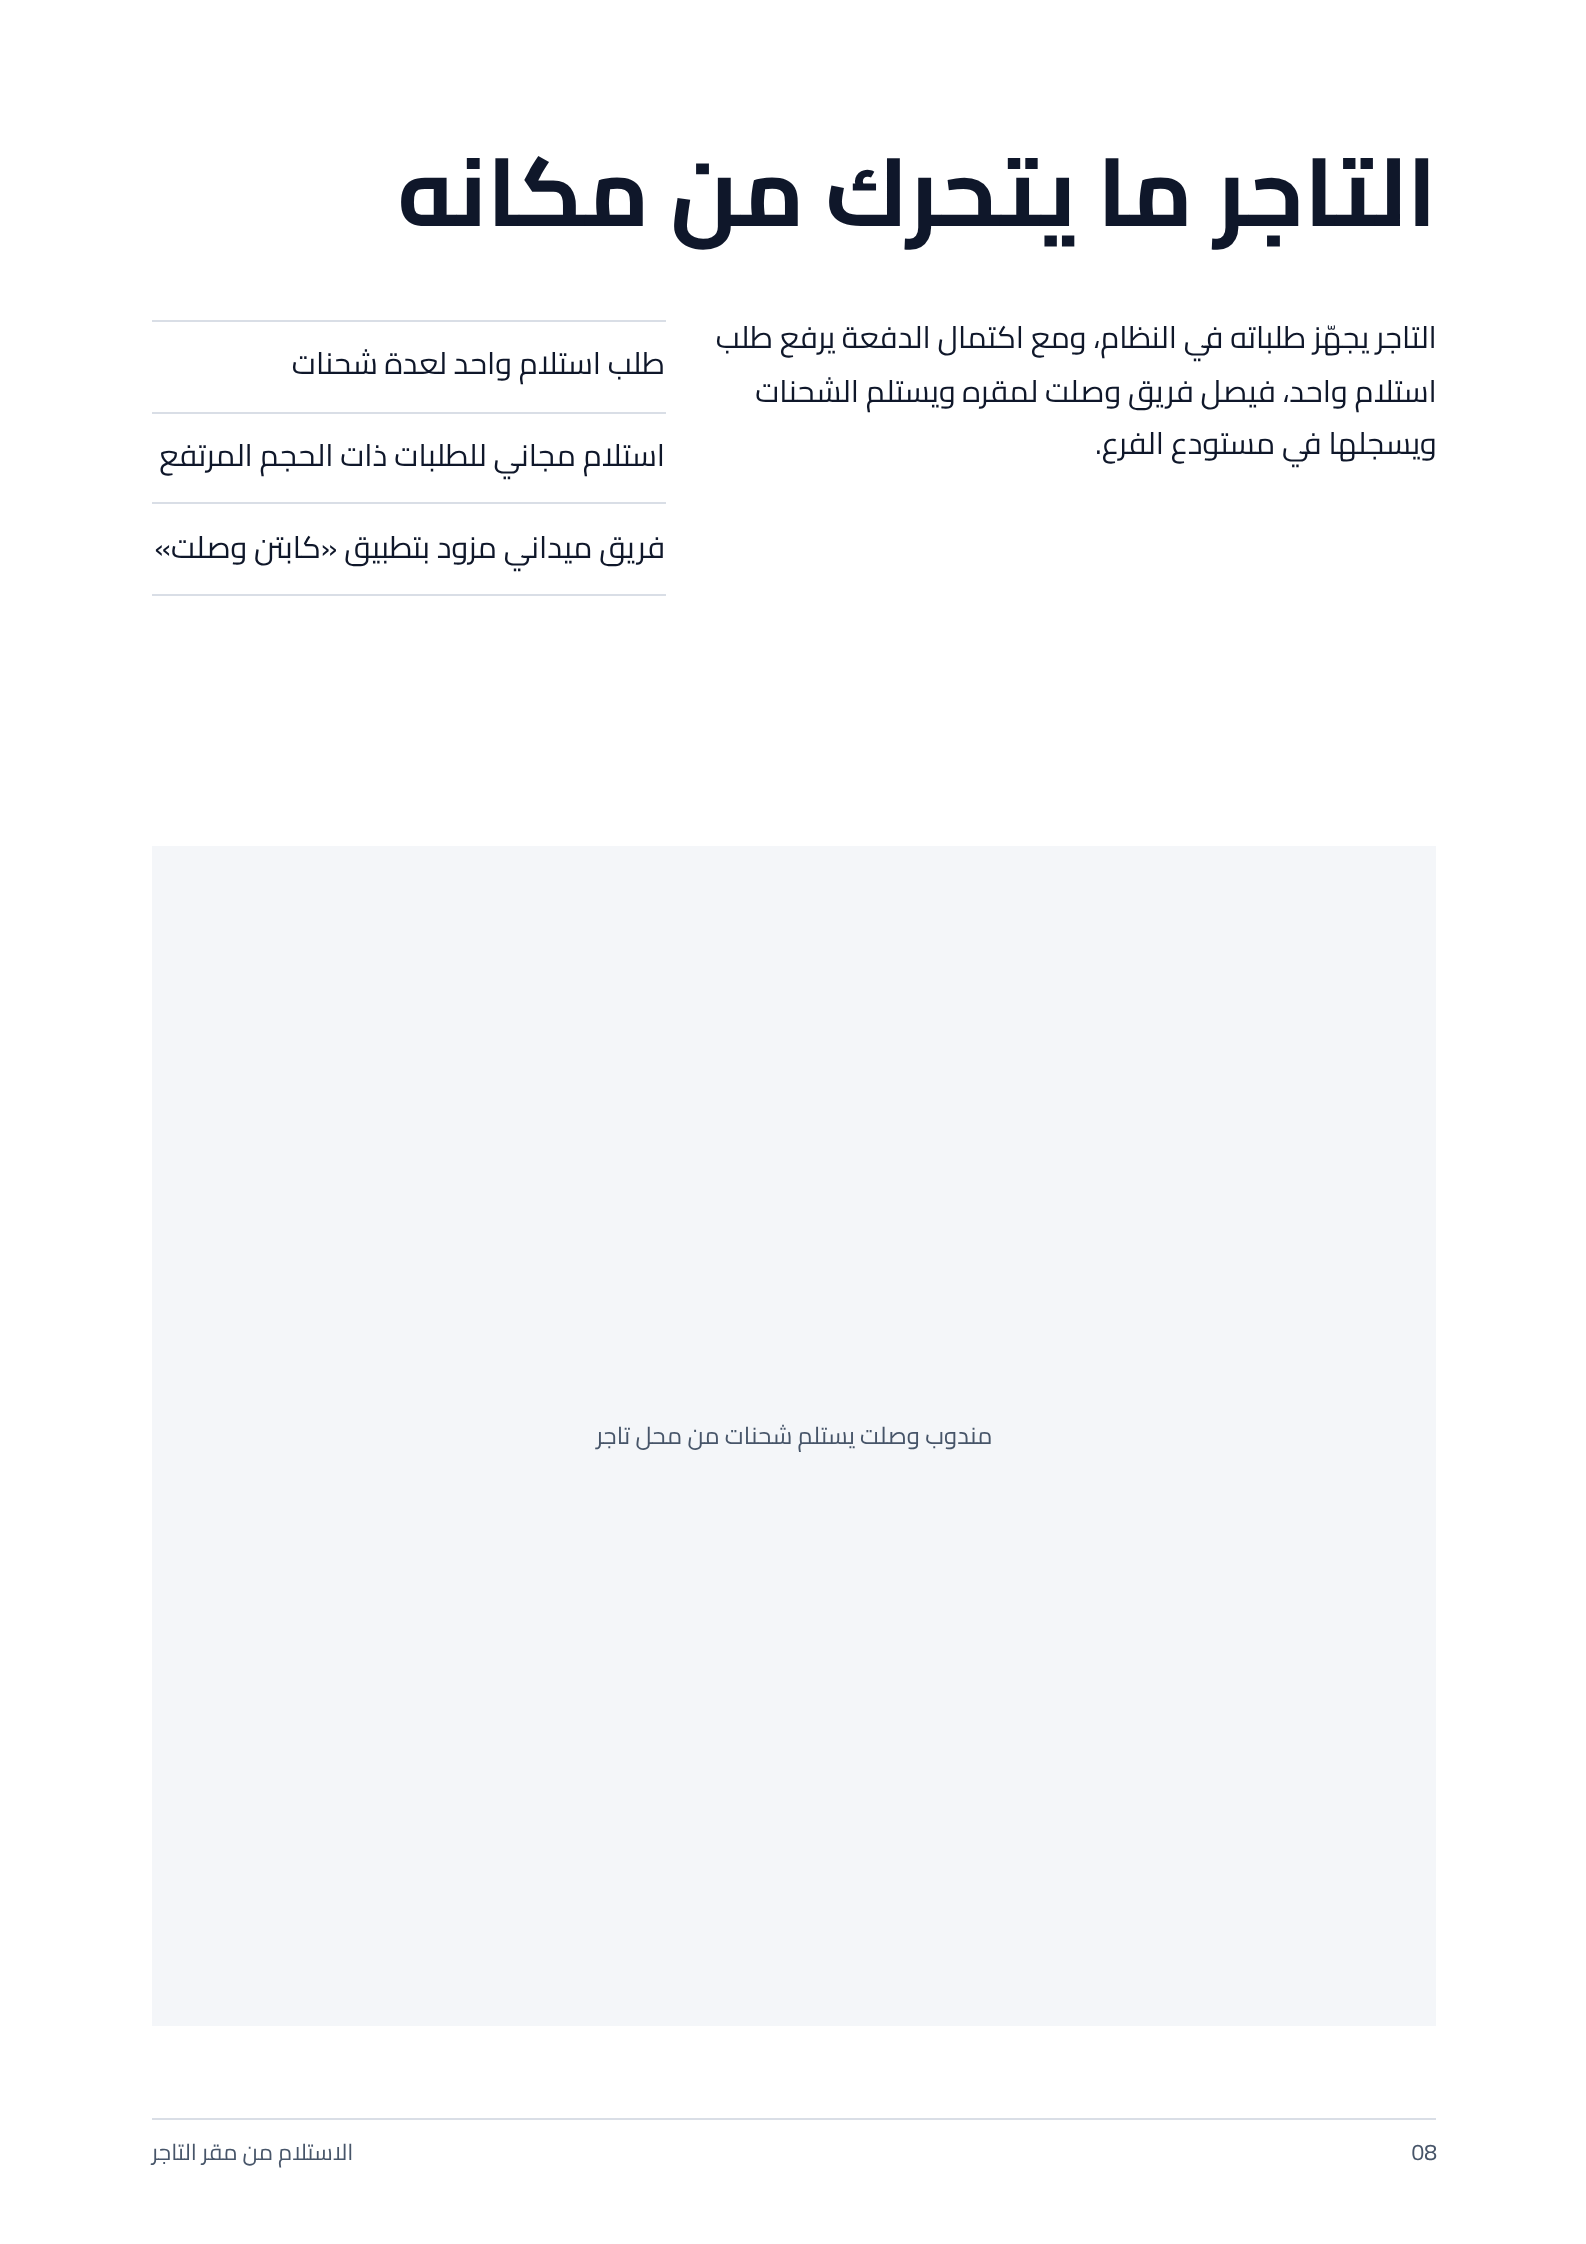 التاجر ما يتحرك من مكانه
التاجر يجهّز طلباته في النظام، ومع اكتمال الدفعة يرفع طلب
استلام واحد، فيصل فريق وصلت لمقره ويستلم الشحنات
ويسجلها في مستودع الفرع.
طلب استلام واحد لعدة شحنات
استلام مجاني للطلبات ذات الحجم المرتفع
فريق ميداني مزود بتطبيق «كابتن وصلت»
مندوب وصلت يستلم شحنات من محل تاجر
08
الاستلام من مقر التاجر